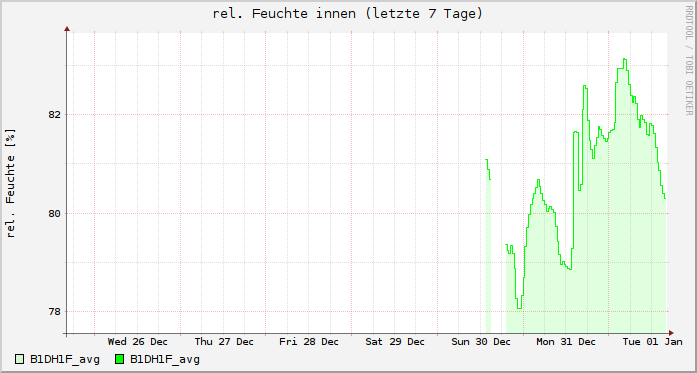 rel. Feuchte innen (letzte 7 Tage)
RRDTOOL / TOBI OETIKER
rel. Feuchte [%]
82
80
78
Wed 26 Dec Thu 27 Dec Fri 28 Dec Sat 29 Dec Sun 30 Dec Mon 31 Dec Tue 01 Jan
B1DH1F_avg B1DH1F_avg